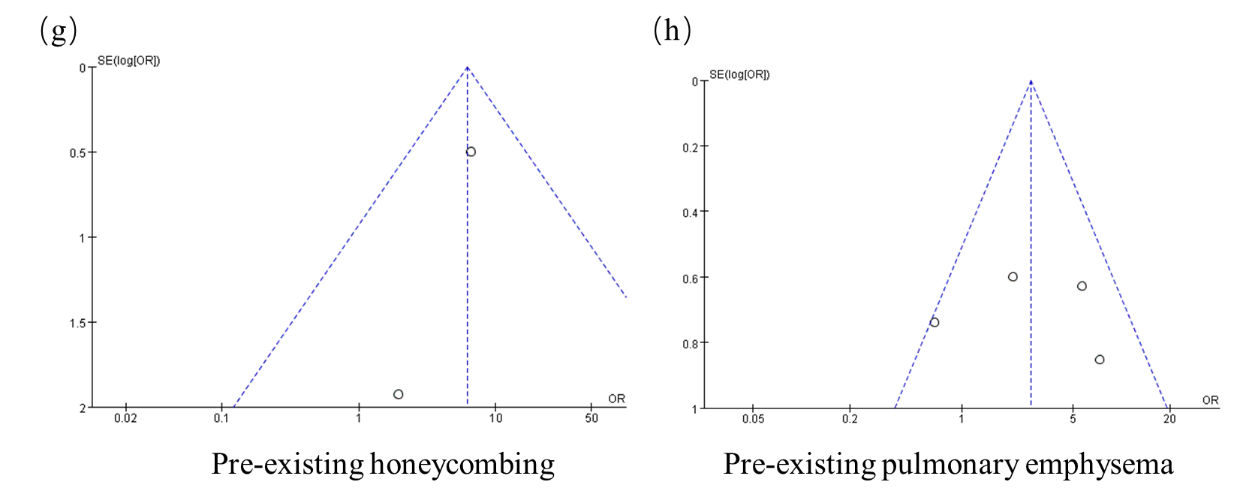 (g)
SE(log[OR])
0
0.5
1
1.5
2
0.02 0.1 1 10 50
OR
Pre-existing honeycombing
(h)
SE(log[OR])
0
0.2
0.4
0.6
0.8
1
0.05 0.2 1 5 20
OR
Pre-existing pulmonary emphysema